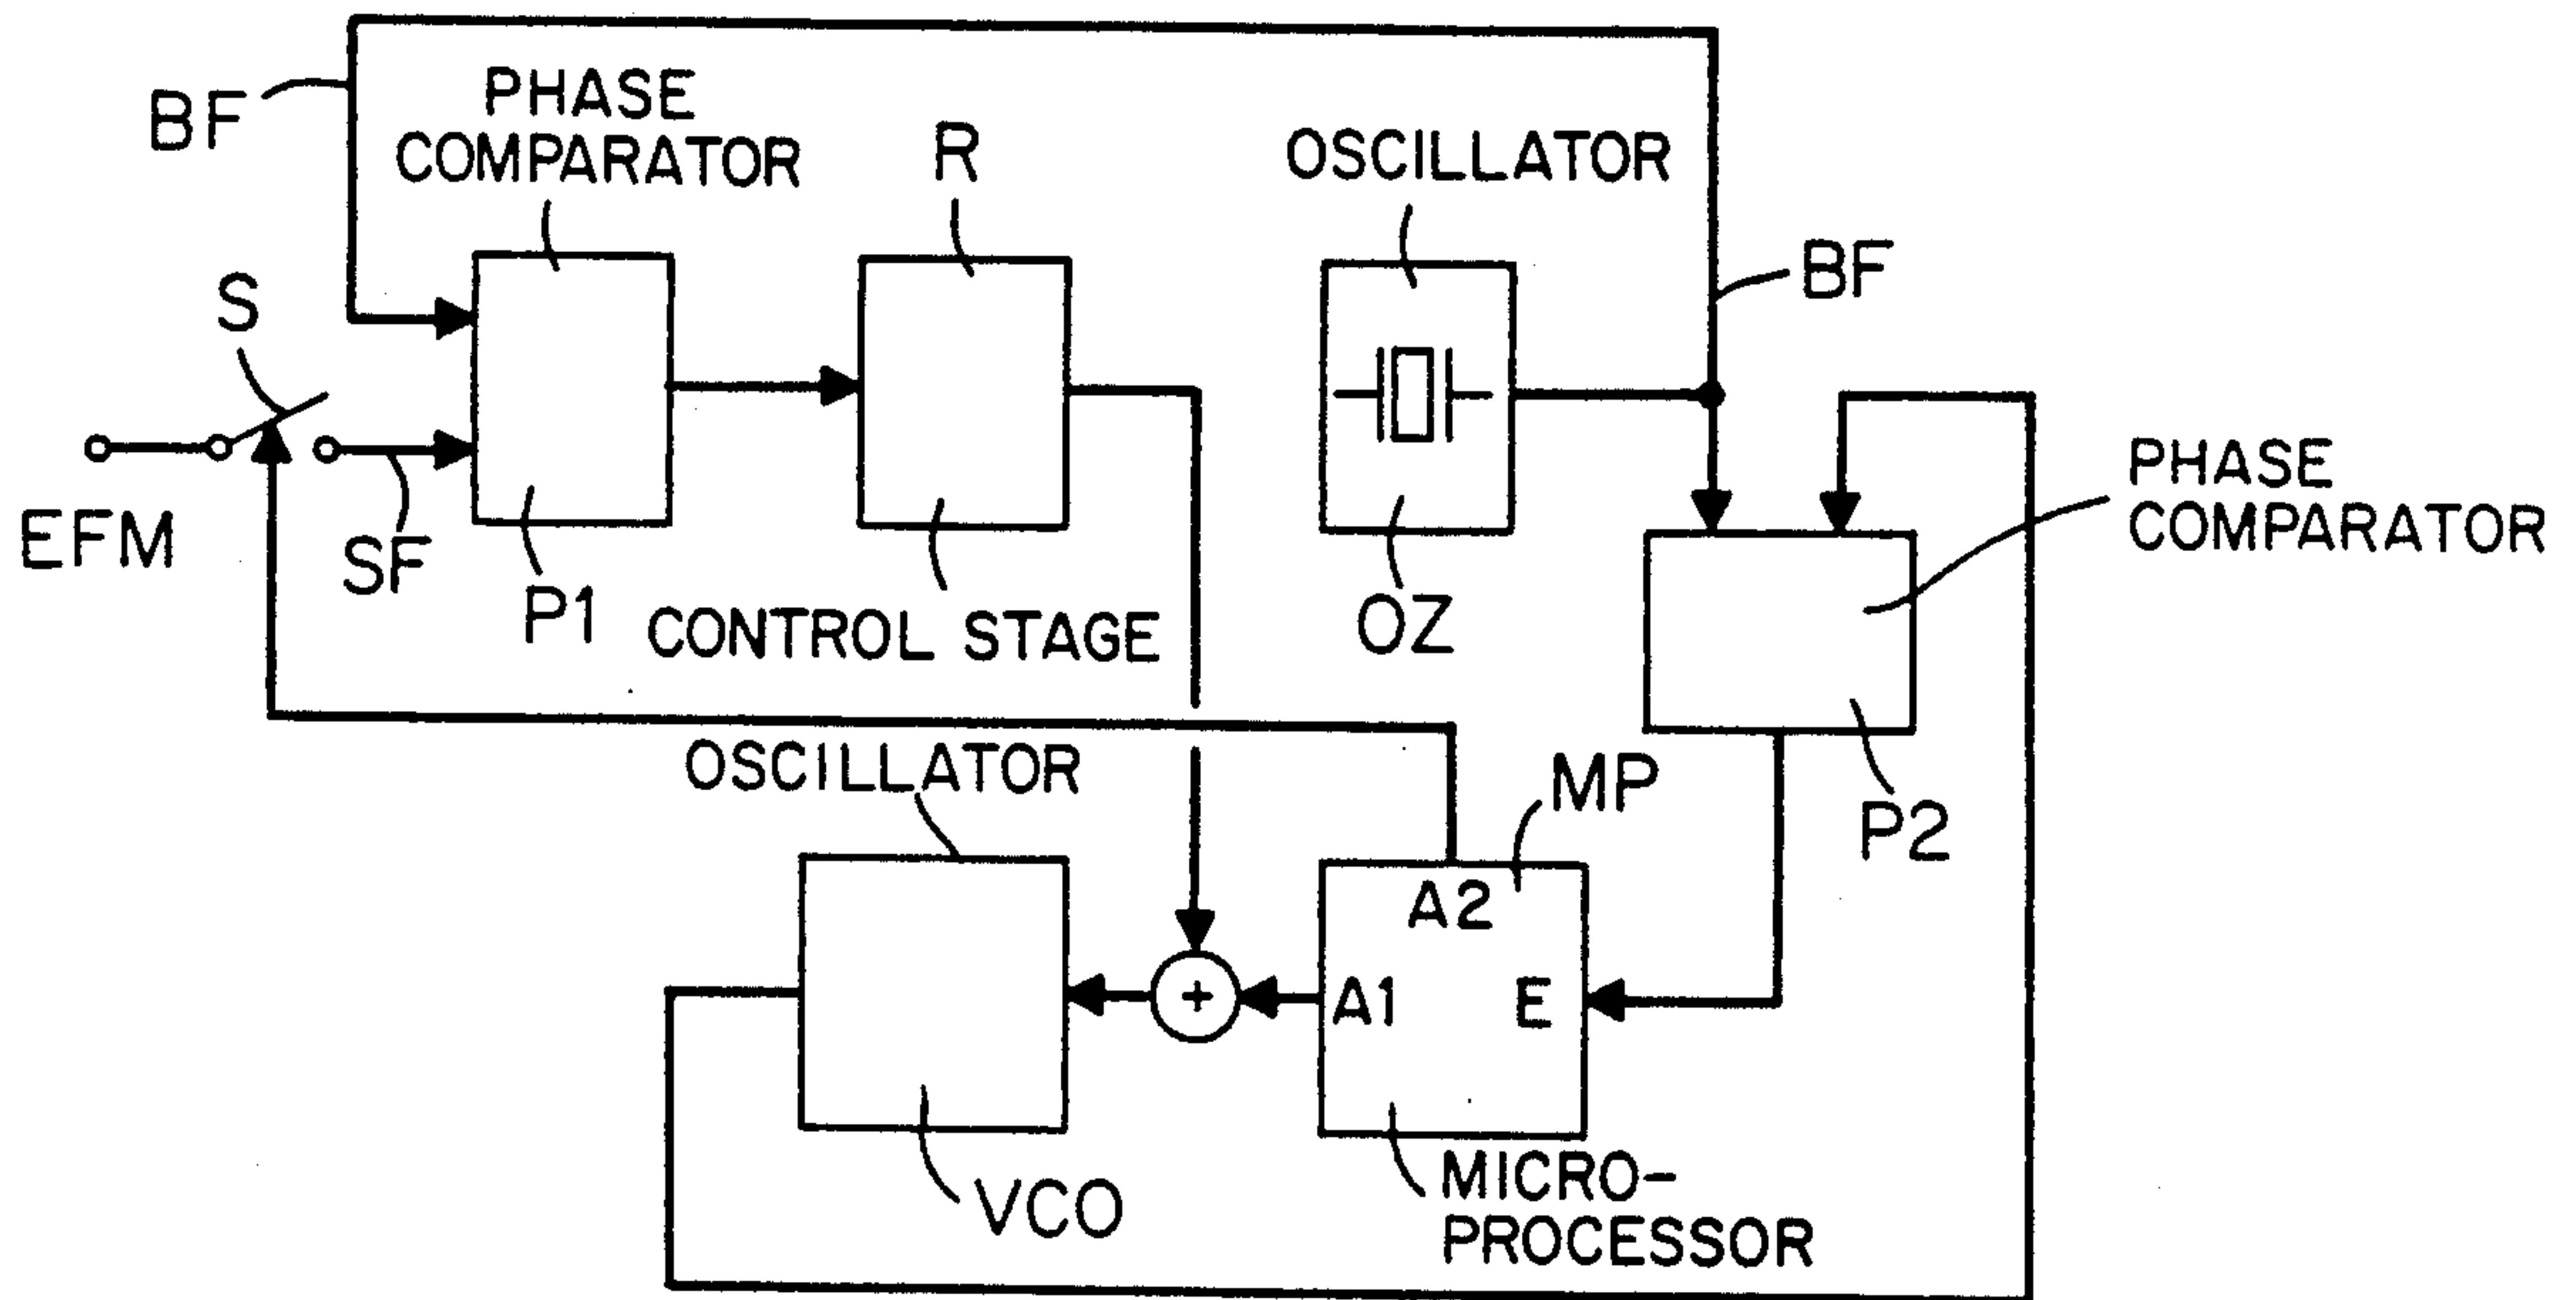 BF
PHASE
COMPARATOR
R
OSCILLATOR
BF
S
EFM
SF
P1
CONTROL STAGE
OZ
PHASE
COMPARATOR
P2
OSCILLATOR
MP
A2
A1
+
E
VCO
MICRO-
PROCESSOR